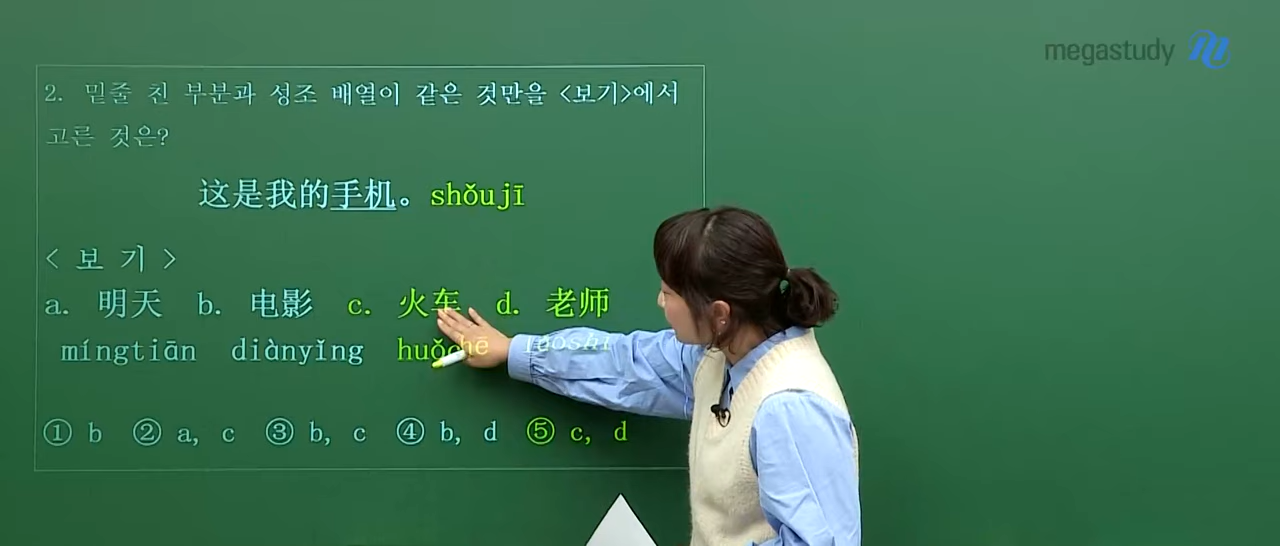 megastudy
2. 밑줄 친 부분과 성조 배열이 같은 것만을 <보기>에서
고른 것은?
这是我的手机。 shǒujī
< 보 기 >
a. 明天 b. 电影 c. 火车 d. 老师
míngtiān diànyǐng huǒchē lǎoshī
① b ② a, c ③ b, c ④ b, d ⑤ c, d